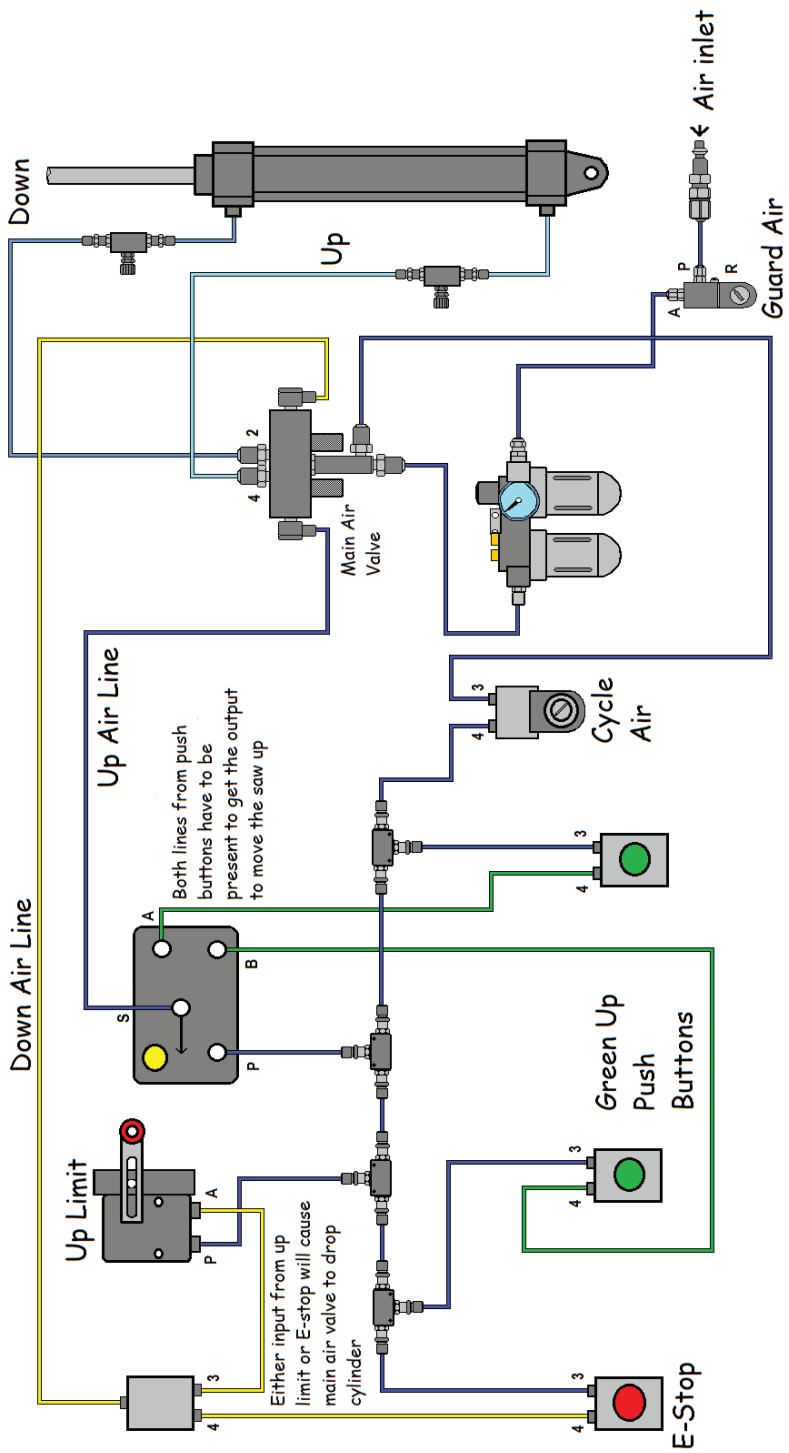 Down Air Line
Down
Up Limit
Up Air Line
S
A
P
A
B
P
3
4
Both lines from push
buttons have to be
present to get the output
to move the saw up
4
2
Up
Either input from up
limit or E-stop will cause
main air valve to drop
cylinder
Main Air
Valve
4
3
Cycle
Air
A
P
R
Air inlet
Guard Air
4
3
E-Stop
4
3
Green Up
Push
Buttons
4
3